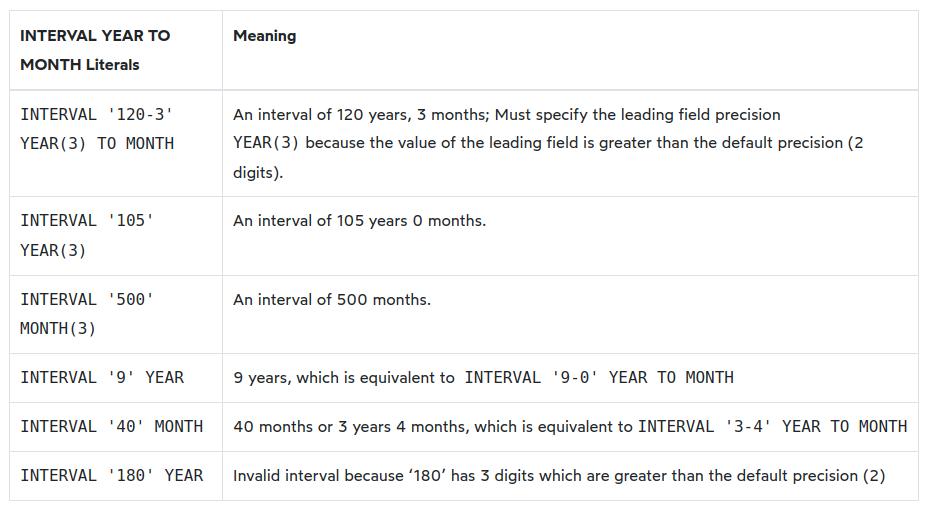 INTERVAL YEAR TO
MONTH Literals
Meaning
INTERVAL '120-3'
YEAR(3) TO MONTH
An interval of 120 years, 3 months; Must specify the leading field precision
YEAR(3) because the value of the leading field is greater than the default precision (2
digits).
INTERVAL '105'
YEAR(3)
An interval of 105 years 0 months.
INTERVAL '500'
MONTH(3)
An interval of 500 months.
INTERVAL '9' YEAR
9 years, which is equivalent to INTERVAL '9-0' YEAR TO MONTH
INTERVAL '40' MONTH
40 months or 3 years 4 months, which is equivalent to INTERVAL '3-4' YEAR TO MONTH
INTERVAL '180' YEAR
Invalid interval because ‘180’ has 3 digits which are greater than the default precision (2)